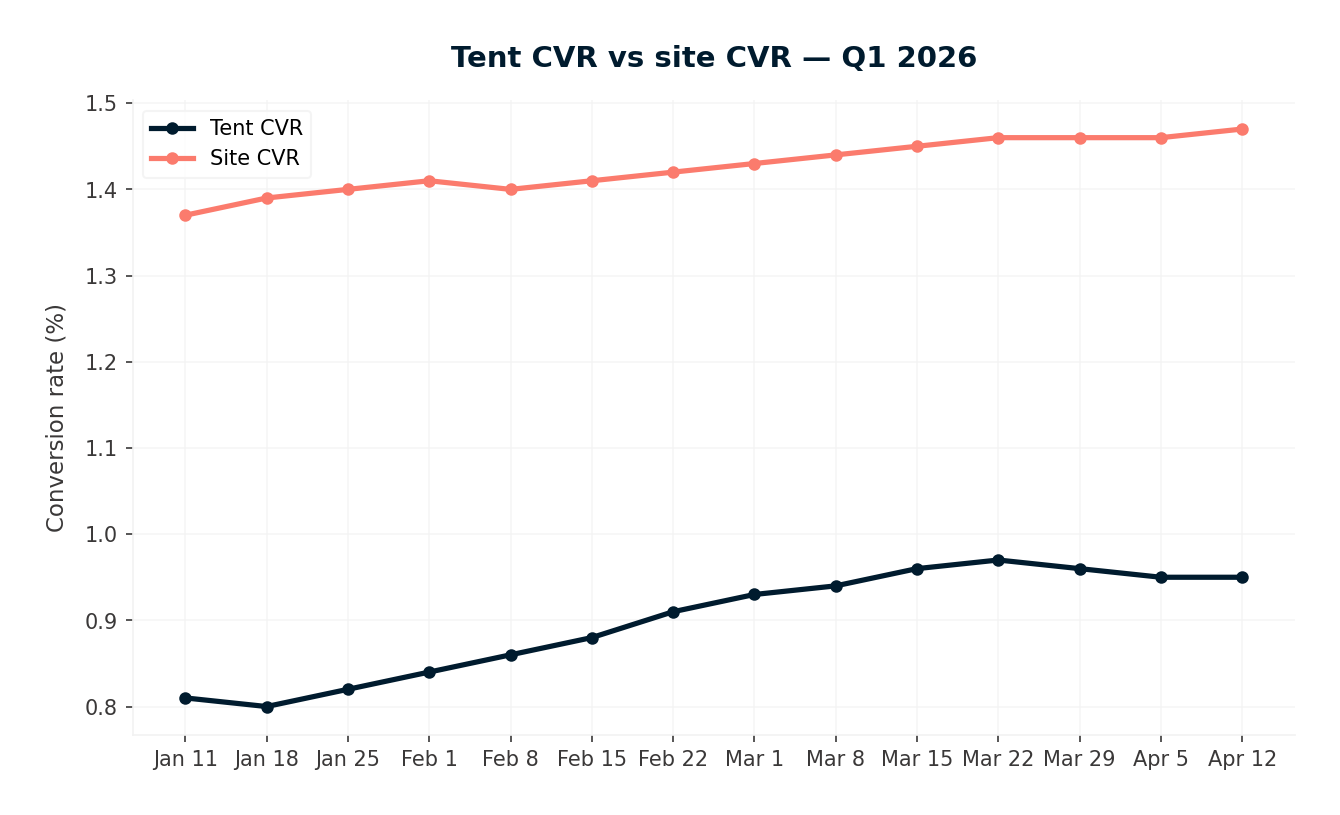 Tent CVR vs site CVR — Q1 2026
Tent CVR
Site CVR
Conversion rate (%)
1.5
1.4
1.3
1.2
1.1
1.0
0.9
0.8
Jan 11 Jan 18 Jan 25 Feb 1 Feb 8 Feb 15 Feb 22 Mar 1 Mar 8 Mar 15 Mar 22 Mar 29 Apr 5 Apr 12